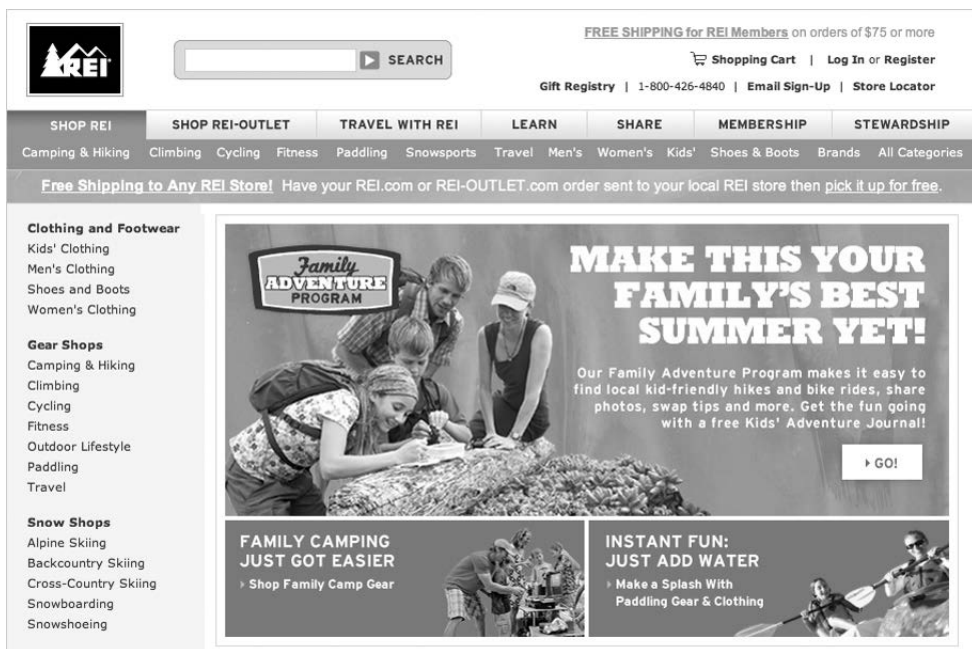 REI
SEARCH
FREE SHIPPING for REI Members on orders of $75 or more
Shopping Cart | Log In or Register
Gift Registry | 1-800-426-4840 | Email Sign-Up | Store Locator
SHOP REI SHOP REI-OUTLET TRAVEL WITH REI LEARN SHARE MEMBERSHIP STEWARDSHIP
Camping & Hiking Climbing Cycling Fitness Paddling Snowsports Travel Men's Women's Kids' Shoes & Boots Brands All Categories
Free Shipping to Any REI Store! Have your REI.com or REI-OUTLET.com order sent to your local REI store then pick it up for free.
Clothing and Footwear
Kids' Clothing
Men's Clothing
Shoes and Boots
Women's Clothing
Gear Shops
Camping & Hiking
Climbing
Cycling
Fitness
Outdoor Lifestyle
Paddling
Travel
Snow Shops
Alpine Skiing
Backcountry Skiing
Cross-Country Skiing
Snowboarding
Snowshoeing
Family
ADVENTURE
PROGRAM
MAKE THIS YOUR
FAMILY'S BEST
SUMMER YET!
Our Family Adventure Program makes it easy to
find local kid-friendly hikes and bike rides, share
photos, swap tips and more. Get the fun going
with a free Kids' Adventure Journal!
GO!
FAMILY CAMPING
JUST GOT EASIER
Shop Family Camp Gear
INSTANT FUN:
JUST ADD WATER
Make a Splash With
Paddling Gear & Clothing